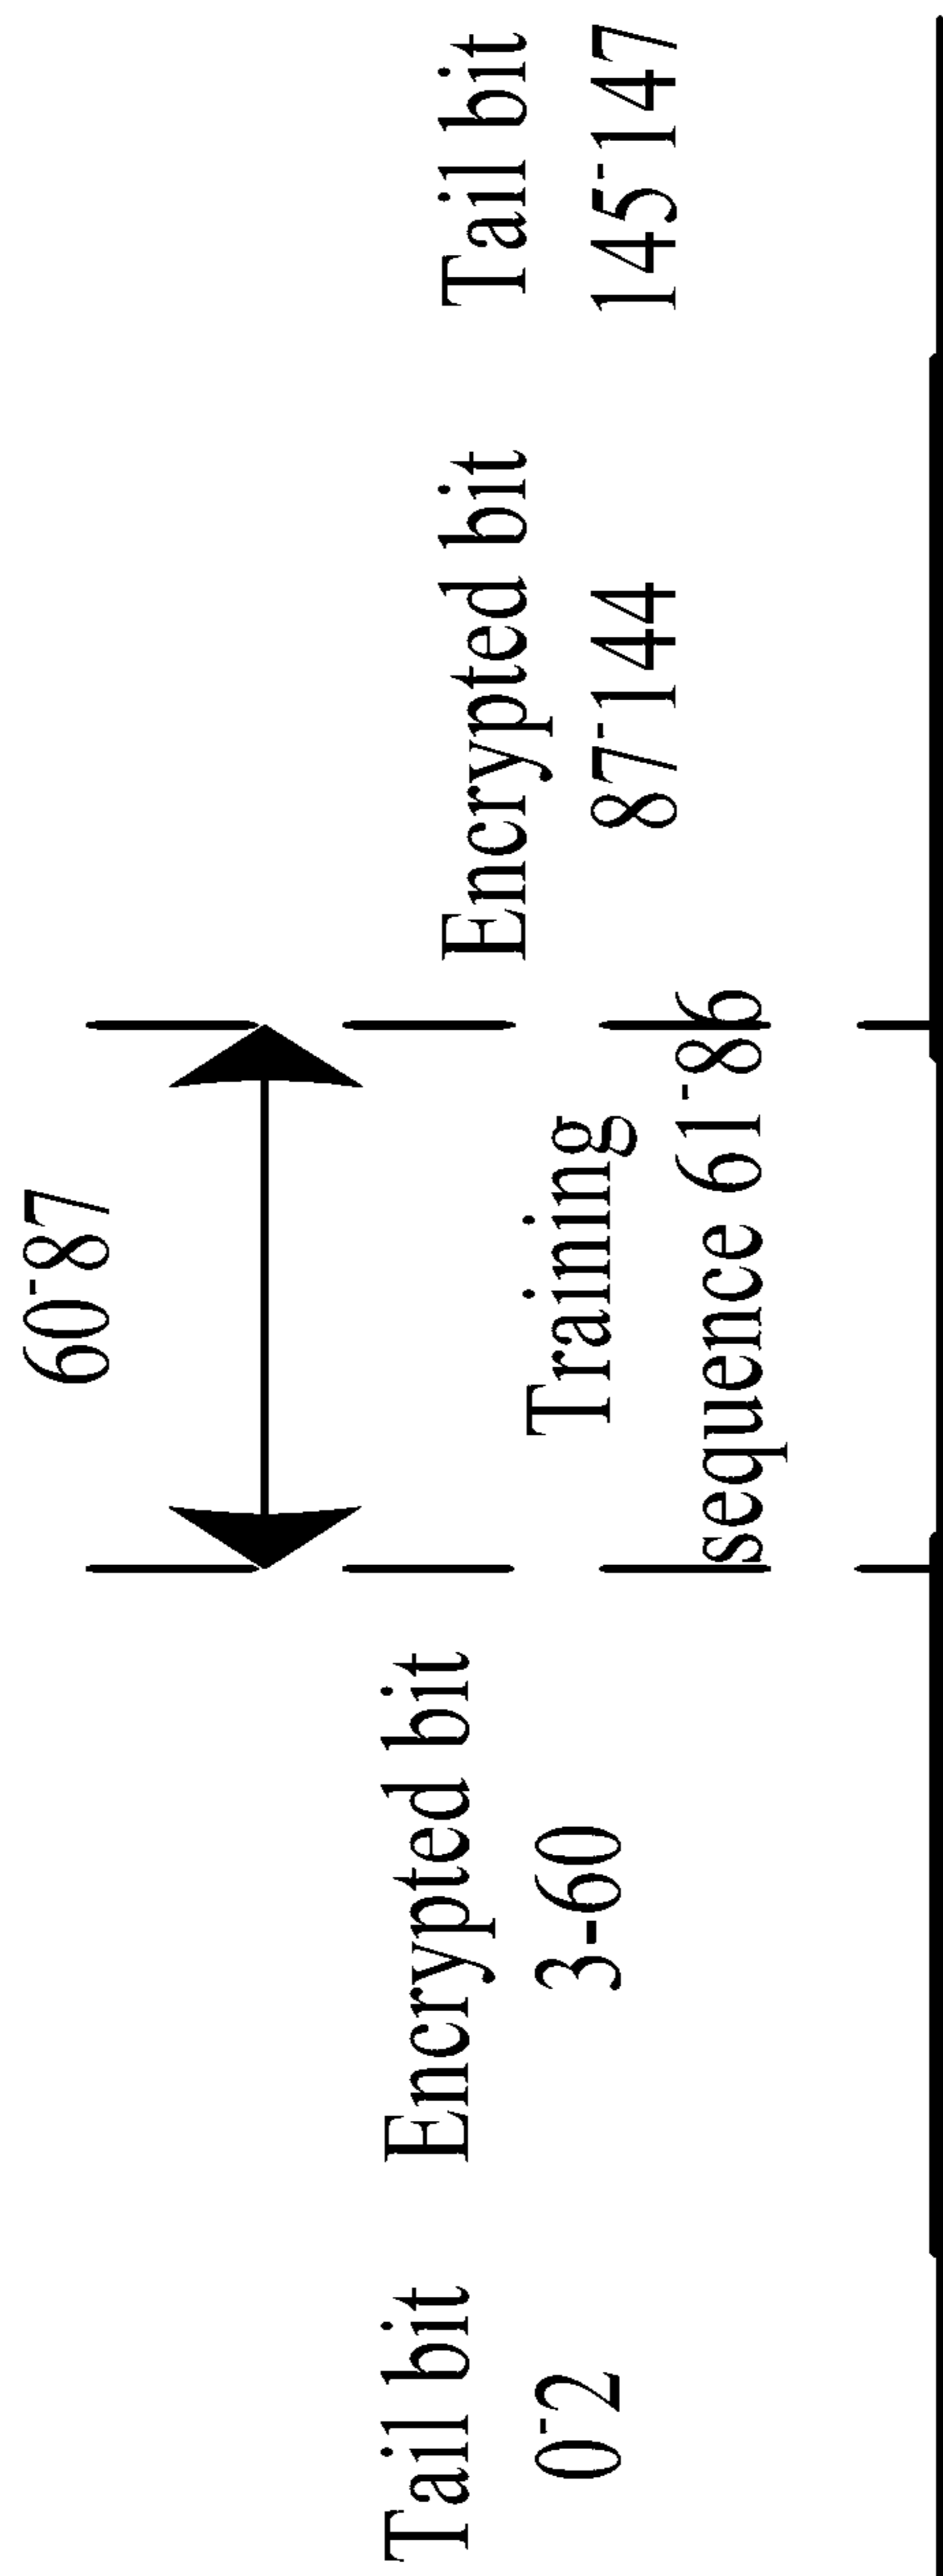 60-87
Tail bit
0-2
Encrypted bit
3-60
Training
sequence 61-86
Encrypted bit
87-144
Tail bit
145-147